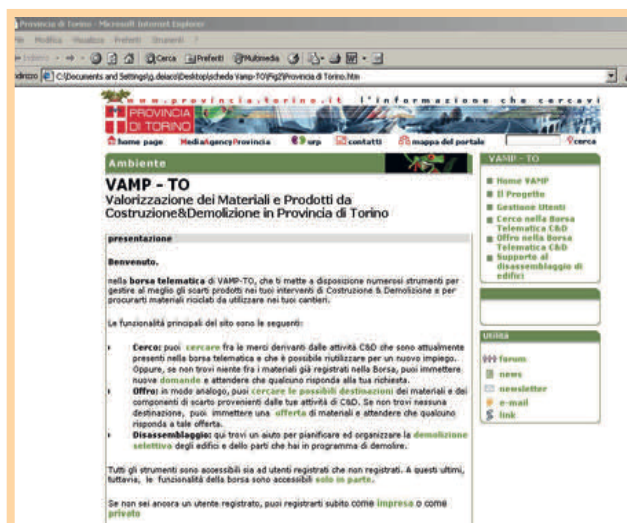 Provincia di Torino - Microsoft Internet Explorer
File Modifica Visualizza Preferiti Strumenti ?
Cerca Preferiti Multimedia
Indirizzo C:\Documents and Settings\g.deiaco\Desktop\scheda Vamp-TO\Fig2\Provincia di Torino.htm
www.provincia.torino.it l'informazione che cercavi
PROVINCIA
DI TORINO
home page MediaAgencyProvincia urp contatti mappa del portale cerca
Ambiente
VAMP - TO
Valorizzazione dei Materiali e Prodotti da
Costruzione&Demolizione in Provincia di Torino
presentazione
Benvenuto.
nella borsa telematica di VAMP-TO, che ti mette a disposizione numerosi strumenti per
gestire al meglio gli scarti prodotti nei tuoi interventi di Costruzione & Demolizione e per
procurarti materiali riciclati da utilizzare nei tuoi cantieri.
Le funzionalità principali del sito sono le seguenti:
Cerco: puoi cercare fra le merci derivanti dalle attività C&D che sono attualmente
presenti nella borsa telematica e che è possibile riutilizzare per un nuovo impiego.
Oppure, se non trovi niente fra i materiali già registrati nella Borsa, puoi immettere
nuove domande e attendere che qualcuno risponda alla tua richiesta.
Offro: in modo analogo, puoi cercare le possibili destinazioni dei materiali e dei
componenti di scarto provenienti dalle tue attività di C&D. Se non trovi nessuna
destinazione, puoi immettere una offerta di materiali e attendere che qualcuno
risponda a tale offerta.
Disassemblaggio: qui trovi un aiuto per pianificare ed organizzare la demolizione
selettiva degli edifici e dello parti che hai in programma di demolire.
Tutti gli strumenti sono accessibili sia ad utenti registrati che non registrati. A questi ultimi,
tuttavia, le funzionalità della borsa sono accessibili solo in parte.
Se non sei ancora un utente registrato, puoi registrarti subito come impresa o come
privato
VAMP - TO
Home VAMP
Il Progetto
Gestione Utenti
Cerco nella Borsa
Telematica C&D
Offro nella Borsa
Telematica C&D
Supporto al
disassemblaggio di
edifici
Utilità
forum
news
newsletter
e-mail
link